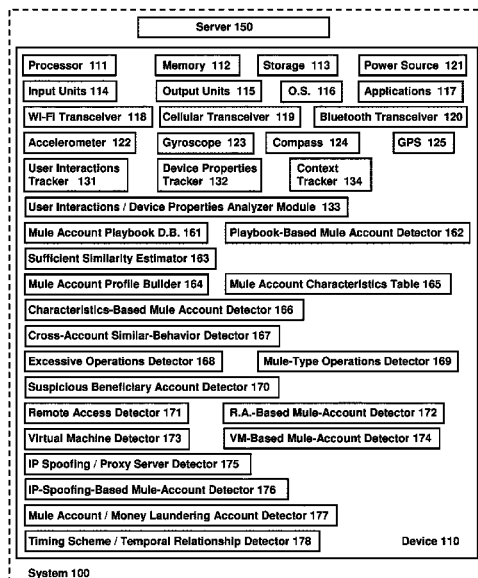 Server 150
Processor 111 Memory 112 Storage 113 Power Source 121
Input Units 114 Output Units 115 O.S. 116 Applications 117
Wi-Fi Transceiver 118 Cellular Transceiver 119 Bluetooth Transceiver 120
Accelerometer 122 Gyroscope 123 Compass 124 GPS 125
User Interactions Tracker 131 Device Properties Tracker 132 Context Tracker 134
User Interactions / Device Properties Analyzer Module 133
Mule Account Playbook D.B. 161 Playbook-Based Mule Account Detector 162
Sufficient Similarity Estimator 163
Mule Account Profile Builder 164 Mule Account Characteristics Table 165
Characteristics-Based Mule Account Detector 166
Cross-Account Similar-Behavior Detector 167
Excessive Operations Detector 168 Mule-Type Operations Detector 169
Suspicious Beneficiary Account Detector 170
Remote Access Detector 171 R.A.-Based Mule-Account Detector 172
Virtual Machine Detector 173 VM-Based Mule-Account Detector 174
IP Spoofing / Proxy Server Detector 175
IP-Spoofing-Based Mule-Account Detector 176
Mule Account / Money Laundering Account Detector 177
Timing Scheme / Temporal Relationship Detector 178 Device 110
System 100